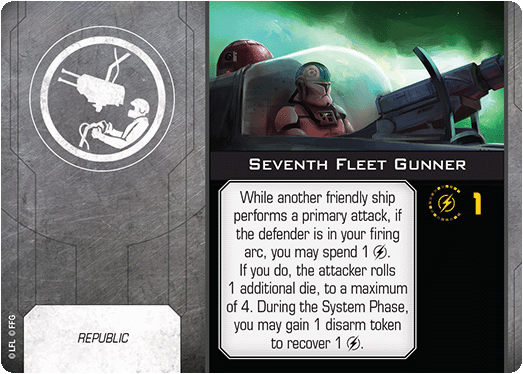 SEVENTH FLEET GUNNER
While another friendly ship
performs a primary attack, if
the defender is in your firing
arc, you may spend 1 .
If you do, the attacker rolls
1 additional die, to a maximum
of 4. During the System Phase,
you may gain 1 disarm token
to recover 1 .
1
REPUBLIC
© LFL © FFG